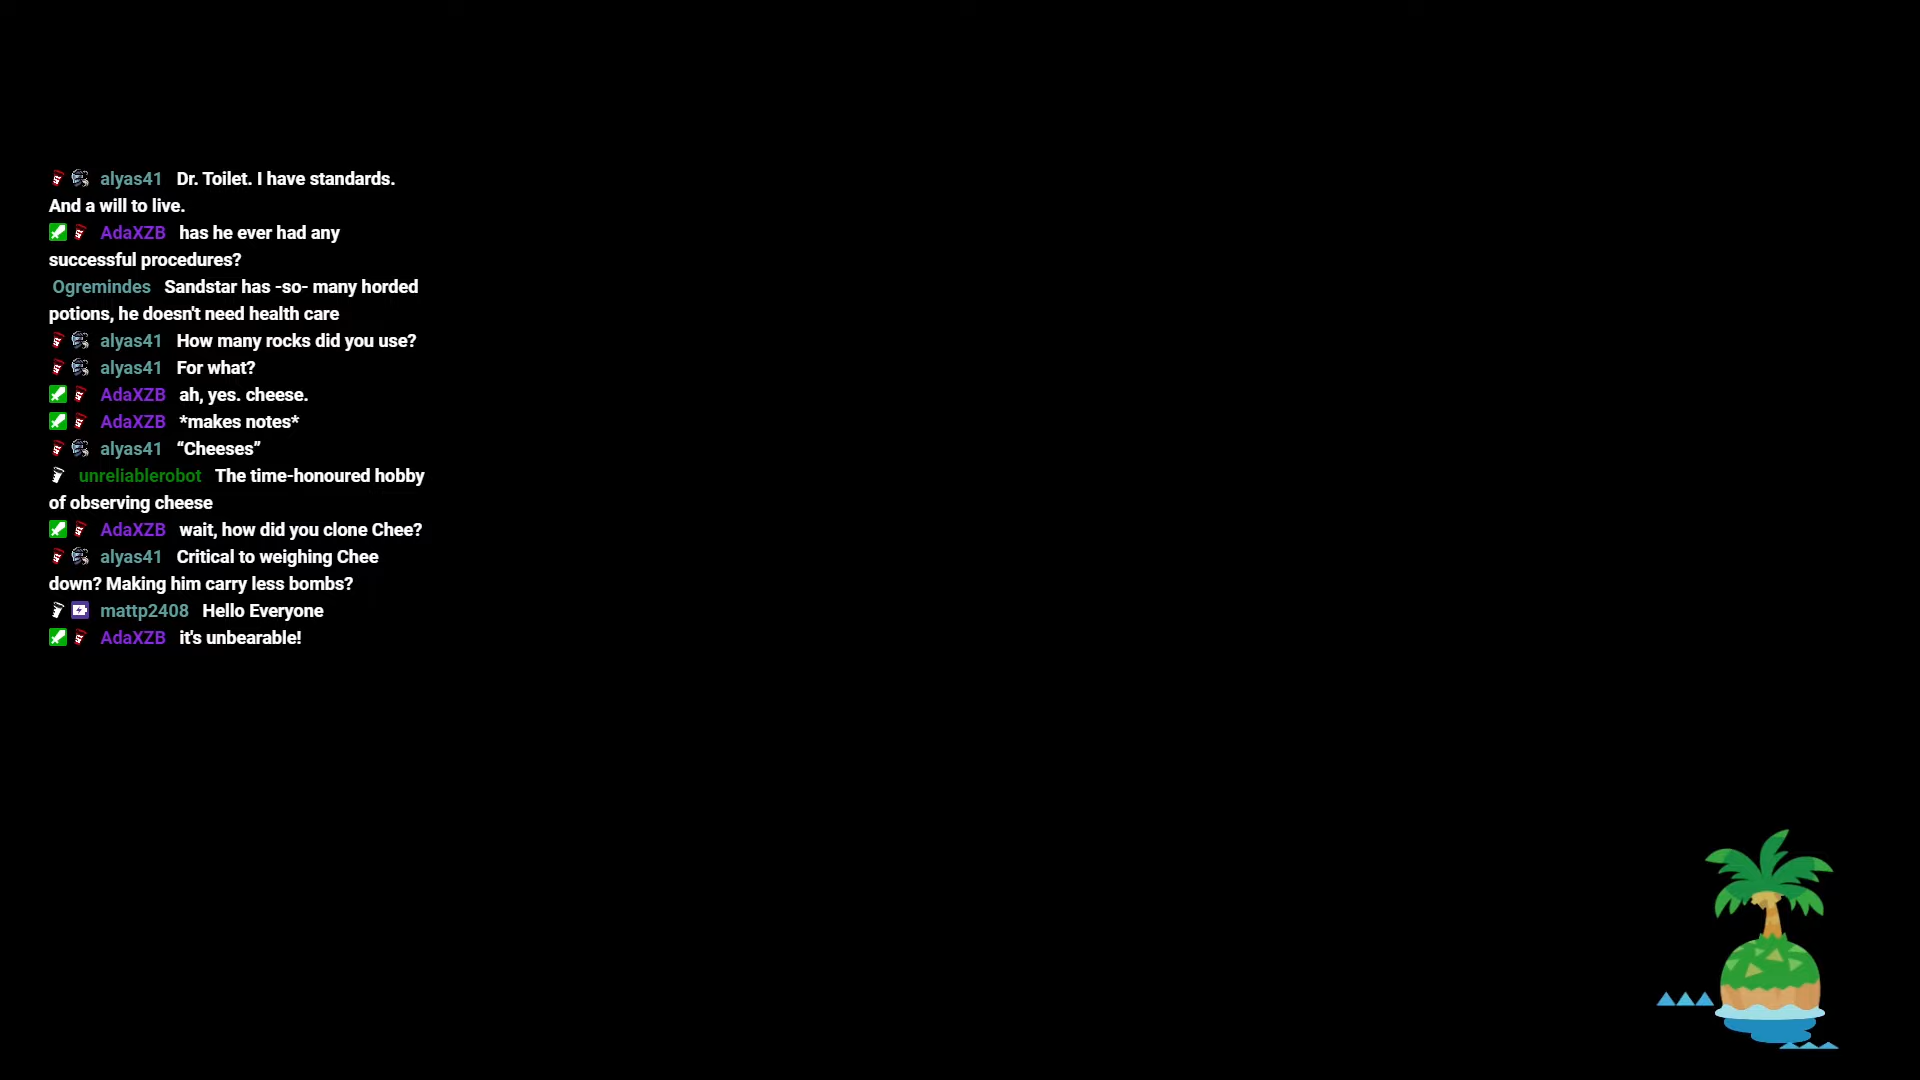 alyas41 Dr. Toilet. I have standards.
And a will to live.
AdaXZB has he ever had any
successful procedures?
Ogremindes Sandstar has -so- many horded
potions, he doesn't need health care
alyas41 How many rocks did you use?
alyas41 For what?
AdaXZB ah, yes. cheese.
AdaXZB *makes notes*
alyas41 “Cheeses”
unreliablerobot The time-honoured hobby
of observing cheese
AdaXZB wait, how did you clone Chee?
alyas41 Critical to weighing Chee
down? Making him carry less bombs?
mattp2408 Hello Everyone
AdaXZB it's unbearable!